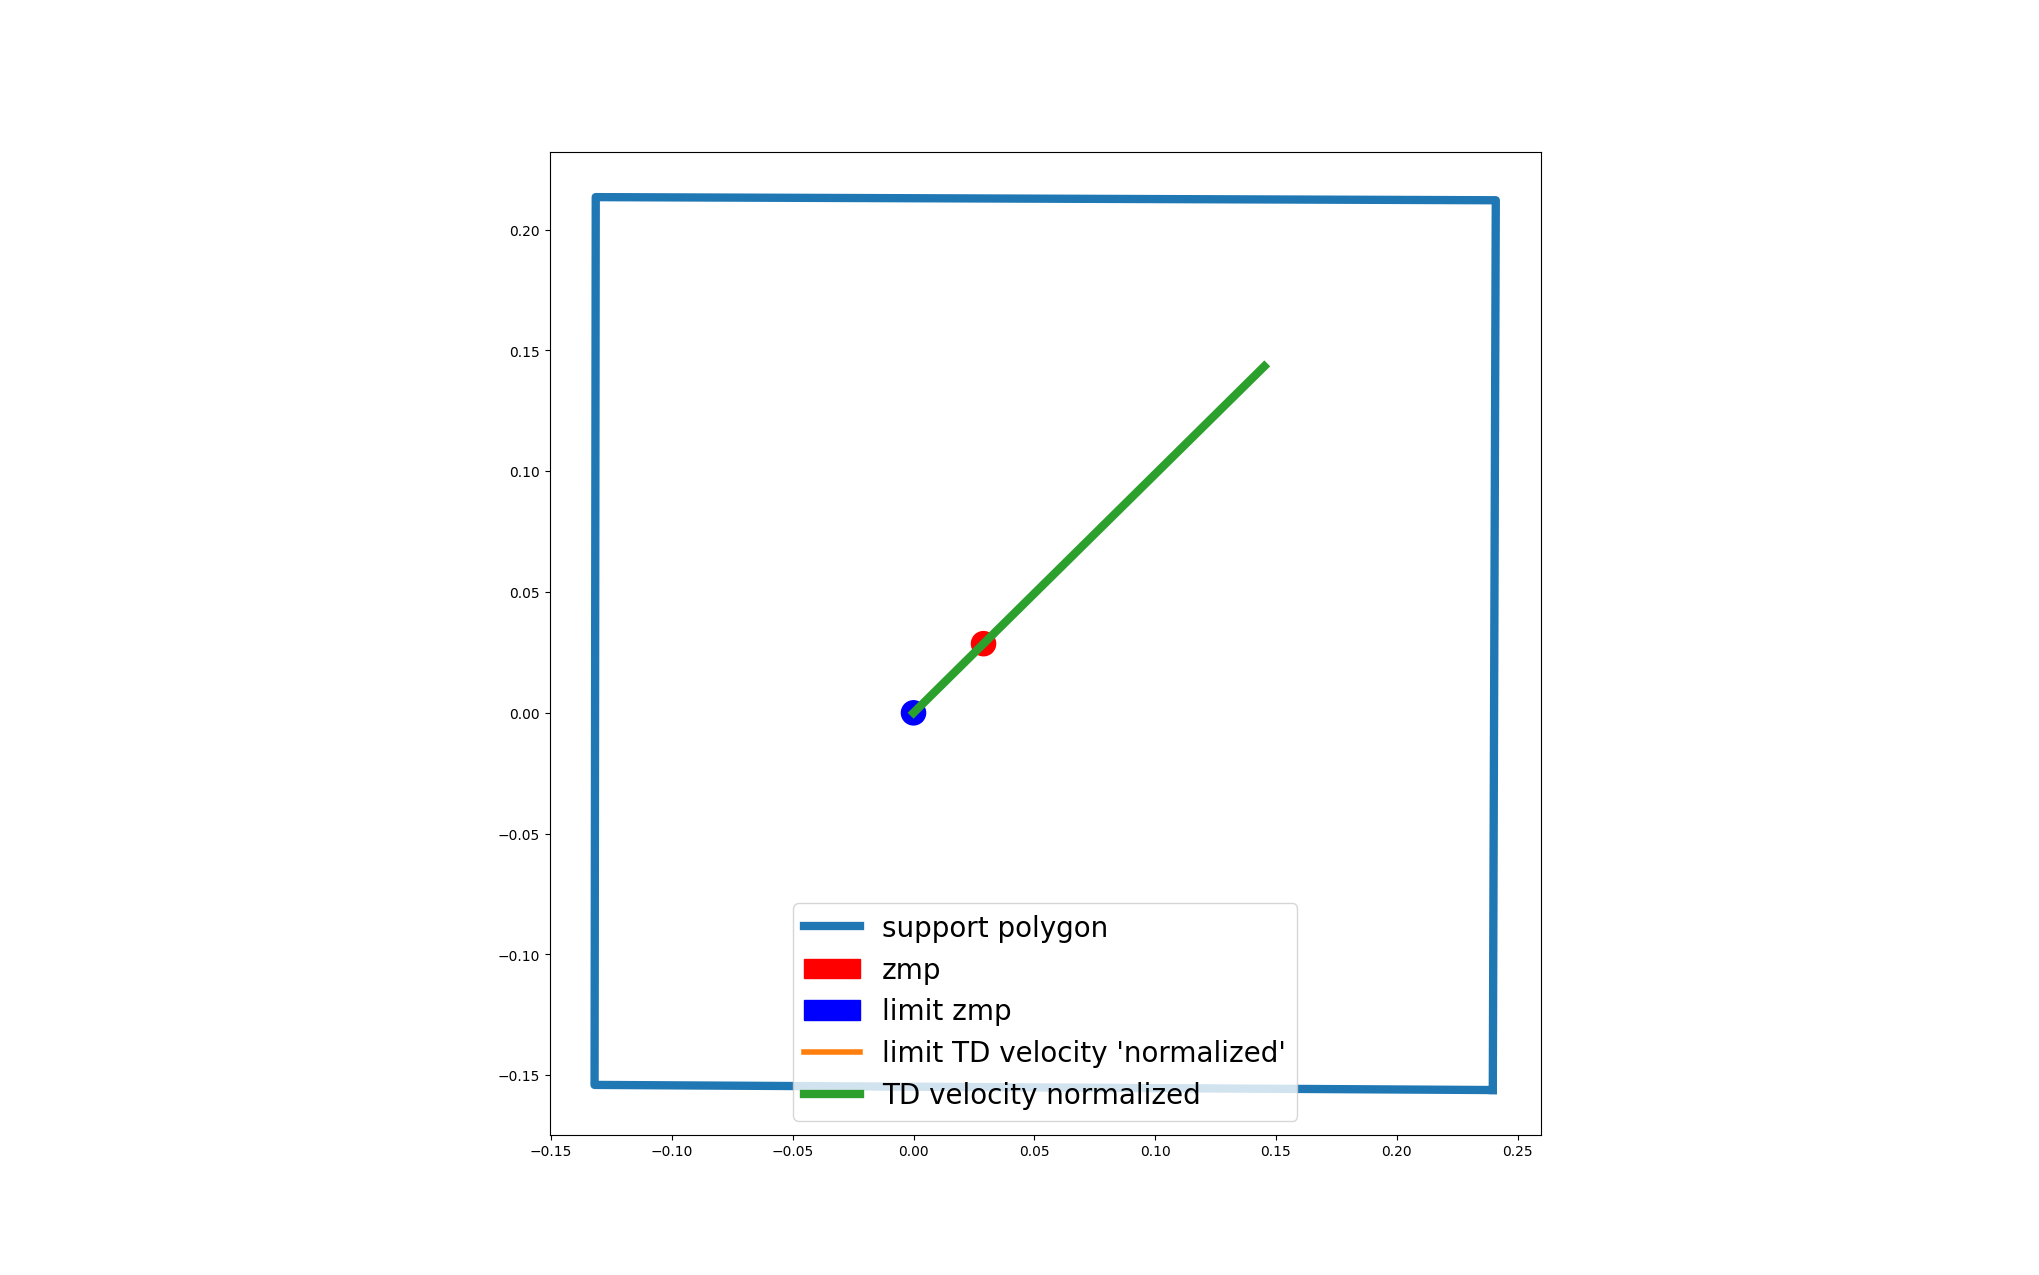 0.20
0.15
0.10
0.05
0.00
−0.05
−0.10
−0.15
support polygon
zmp
limit zmp
limit TD velocity 'normalized'
TD velocity normalized
−0.15 −0.10 −0.05 0.00 0.05 0.10 0.15 0.20 0.25